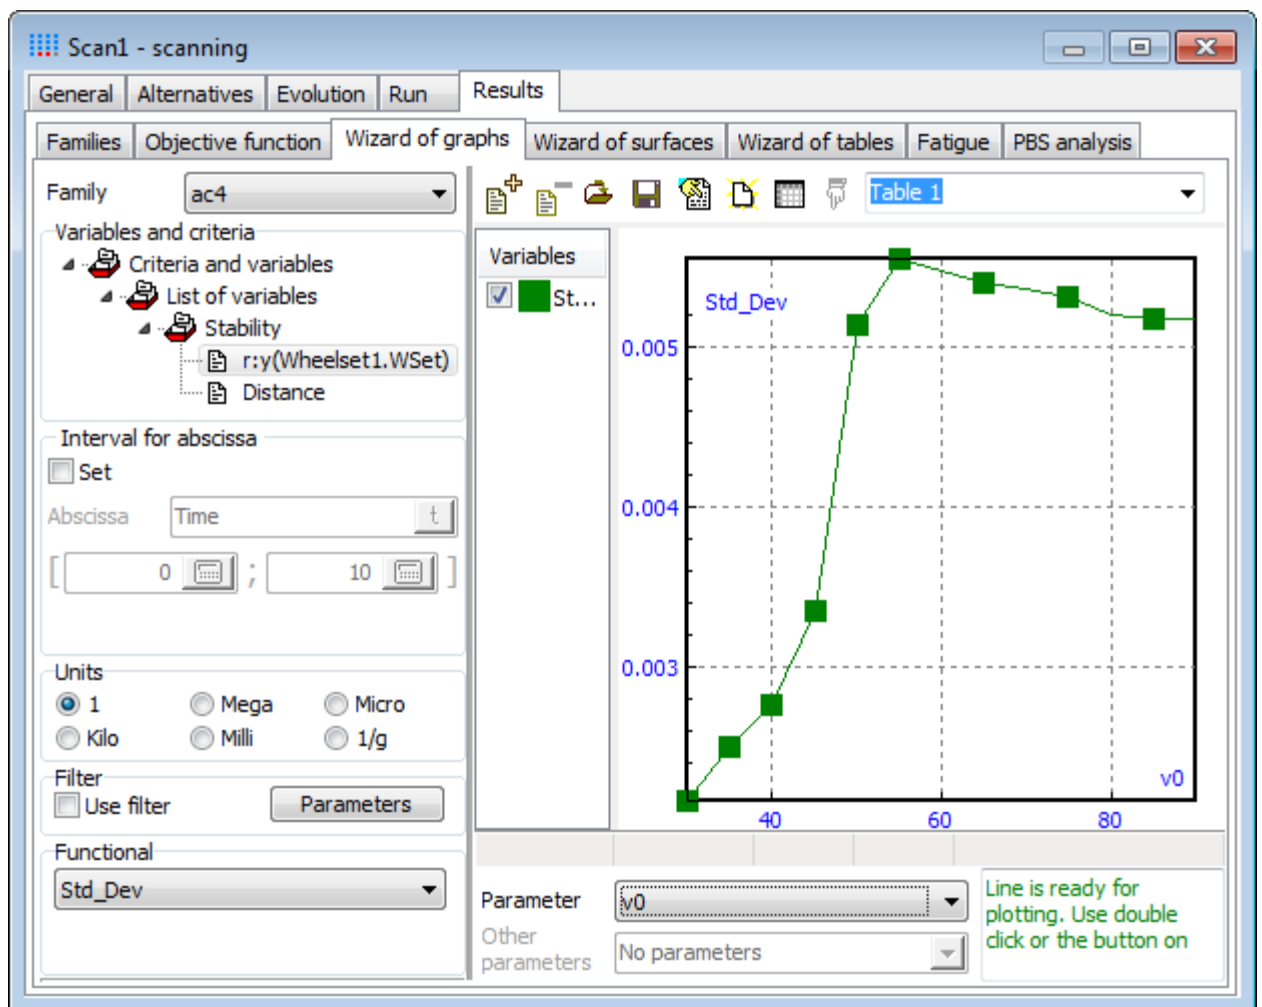 Scan1 - scanning
General Alternatives Evolution Run Results
Families Objective function Wizard of graphs Wizard of surfaces Wizard of tables Fatigue PBS analysis
Family ac4
Table 1
Variables and criteria
Criteria and variables
List of variables
Stability
r:y(Wheelset1.WSet)
Distance
Interval for abscissa
Set
Abscissa Time t
[ 0 ; 10 ]
Units
1 Mega Micro
Kilo Milli 1/g
Filter
Use filter Parameters
Functional
Std_Dev
Variables
St...
Std_Dev
0.005
0.004
0.003
v0
40 60 80
Parameter v0
Other
parameters No parameters
Line is ready for
plotting. Use double
click or the button on